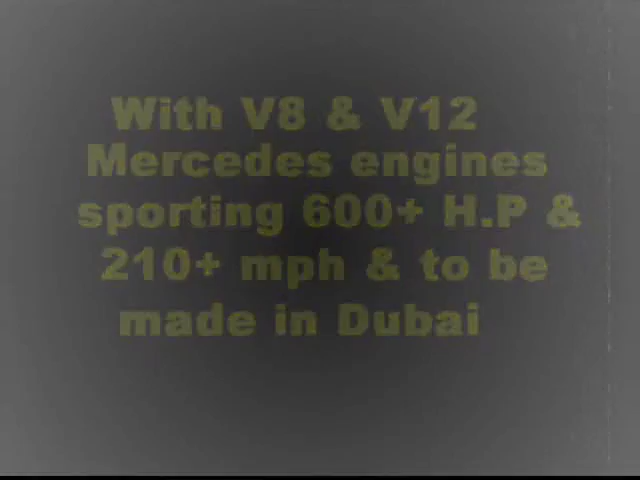 With V8 & V12
Mercedes engines
sporting 600+ H.P &
210+ mph & to be
made in Dubai